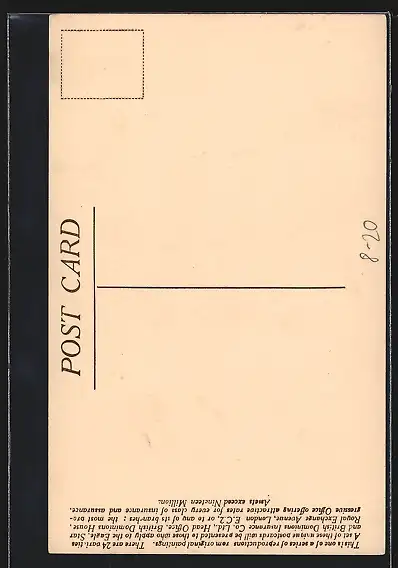 POST CARD
8-20
This is one of a series of reproductions from original paintings. There are 24 varieties.
A set of these unique postcards will be presented to those who apply to the Eagle, Star
and British Dominions Insurance Co. Ltd., Head Office, British Dominions House,
Royal Exchange Avenue, London, E.C.2, or to any of its branches; the most pro-
gressive Office offering attractive rates for every class of insurance and assurance.
Assets exceed Nineteen Million.